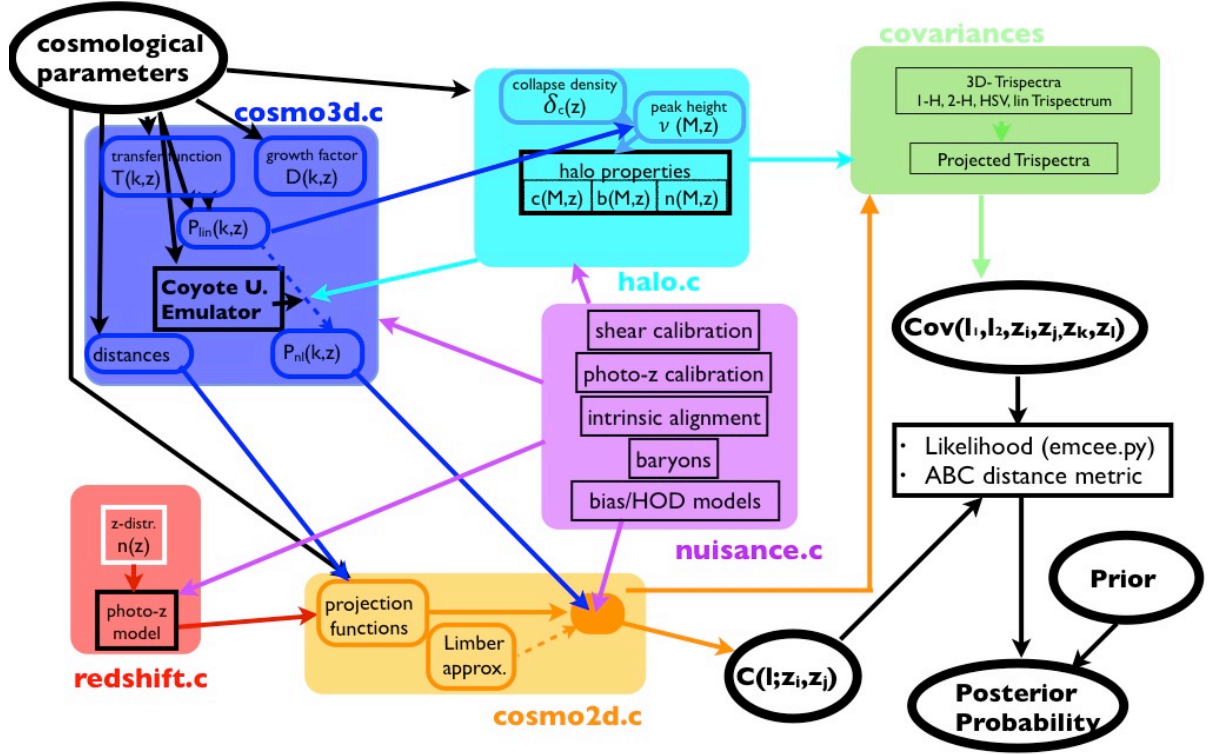 cosmological
parameters
covariances
cosmo3d.c
collapse density
δc(z)
peak height
ν (M,z)
3D- Trispectra
1-H, 2-H, HSV, lin Trispectrum
Projected Trispectra
transfer function
T(k,z)
growth factor
D(k,z)
halo properties
c(M,z) b(M,z) n(M,z)
Plin(k,z)
halo.c
Coyote U.
Emulator
distances
Pnl(k,z)
shear calibration
photo-z calibration
intrinsic alignment
baryons
bias/HOD models
nuisance.c
Cov(l1,l2,zi,zj,zk,zl)
· Likelihood (emcee.py)
· ABC distance metric
z-distr.
n(z)
photo-z
model
redshift.c
projection
functions
Limber
approx.
cosmo2d.c
C(l;zi,zj)
Prior
Posterior
Probability